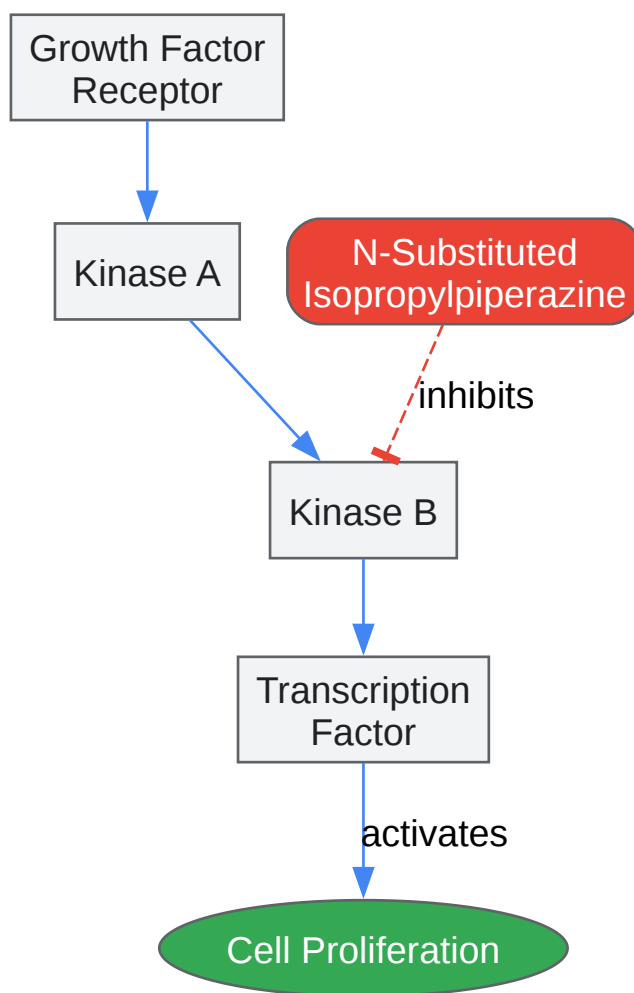 Growth Factor
Receptor
Kinase A
N-Substituted
Isopropylpiperazine
inhibits
Kinase B
Transcription
Factor
activates
Cell Proliferation